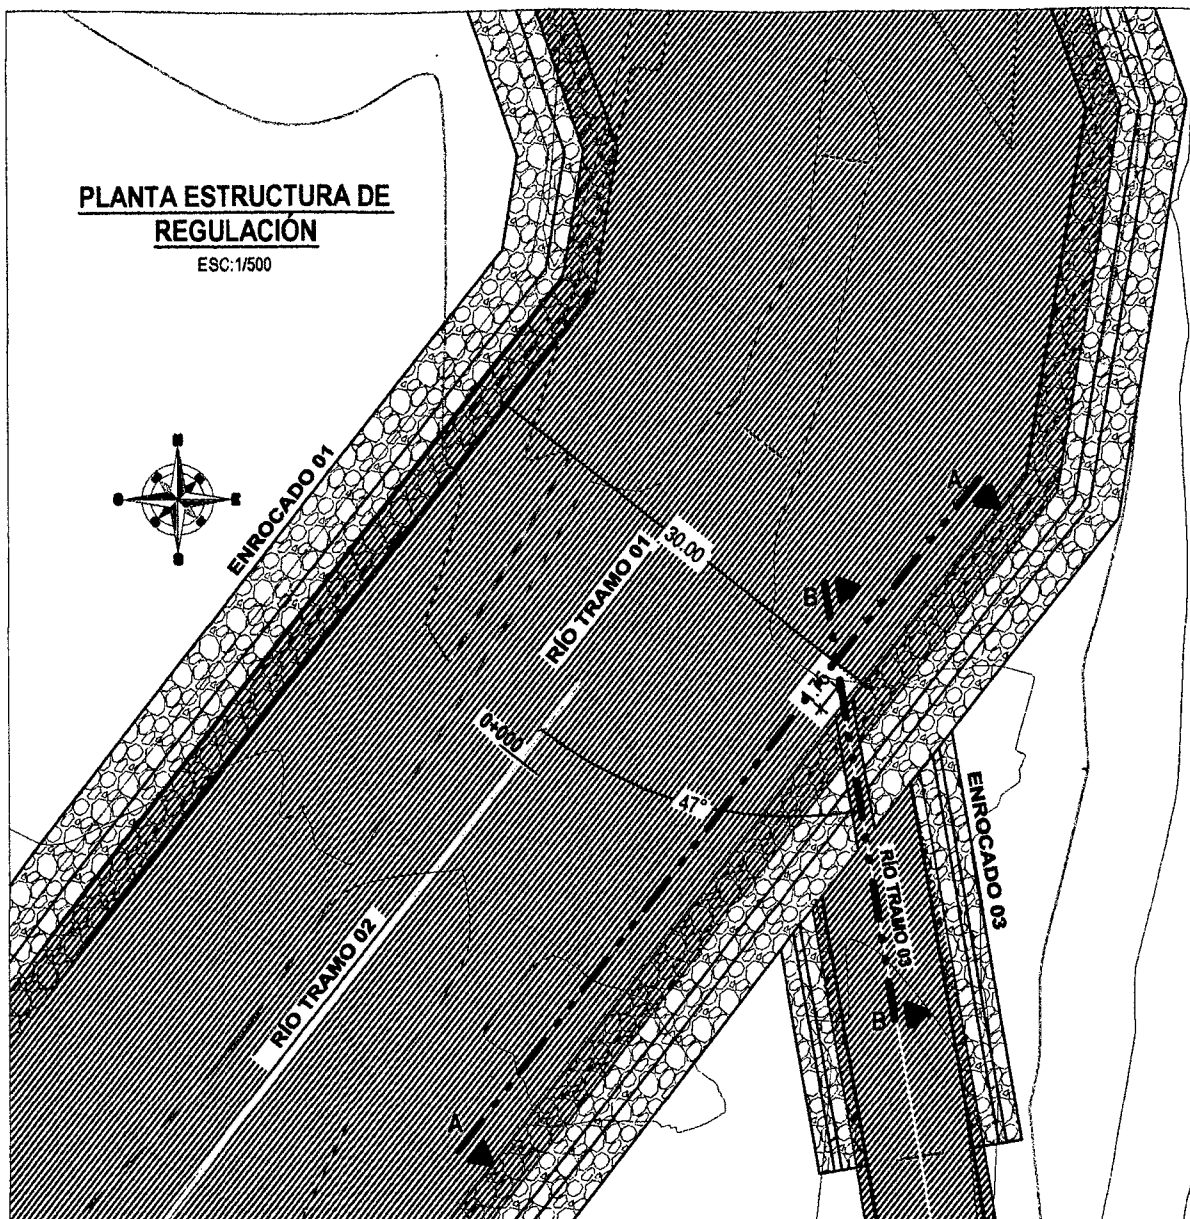 PLANTA ESTRUCTURA DE
REGULACIÓN
ESC:1/500
ENROCADO 01
A
30.00
RÍO TRAMO 01
B
0+000
47°
ENROCADO 03
RÍO TRAMO 03
RÍO TRAMO 02
B
A